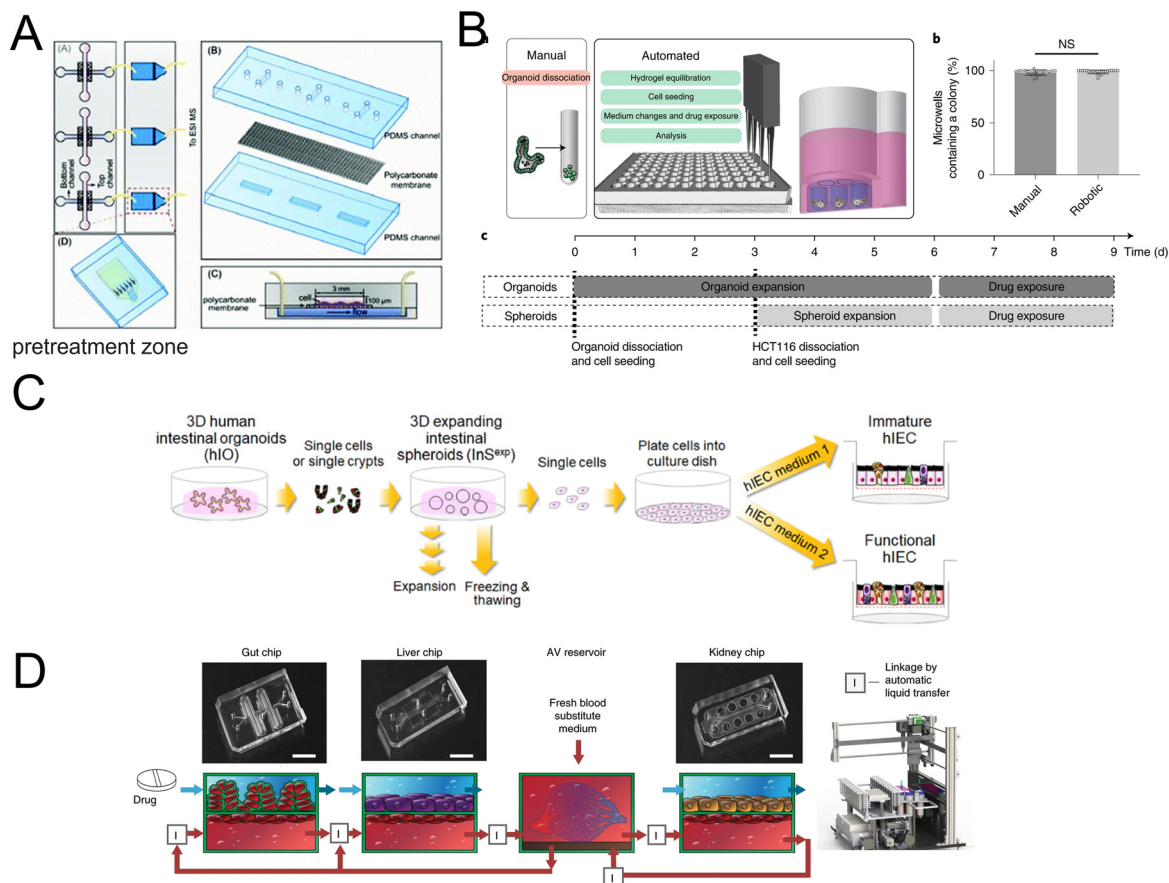 A
(A)
Bottom channel
Top channel
To ESI MS
(B)
PDMS channel
Polycarbonate
membrane
PDMS channel
(C)
3 mm
cell
100 µm
polycarbonate
membrane
flow
(D)
pretreatment zone
B
a
Manual
Organoid dissociation
Automated
Hydrogel equilibration
Cell seeding
Medium changes and drug exposure
Analysis
b
NS
Microwells
containing a colony (%)
100
50
0
Manual
Robotic
c
0
1
2
3
4
5
6
7
8
9
Time (d)
Organoids
Organoid expansion
Drug exposure
Spheroids
Spheroid expansion
Drug exposure
Organoid dissociation
and cell seeding
HCT116 dissociation
and cell seeding
C
3D human
intestinal organoids
(hIO)
Single cells
or single crypts
3D expanding
intestinal
spheroids (InSexp)
Single cells
Plate cells into
culture dish
hIEC medium 1
hIEC medium 2
Immature
hIEC
Functional
hIEC
Expansion
Freezing &
thawing
D
Gut chip
Liver chip
AV reservoir
Kidney chip
Fresh blood
substitute
medium
I
Linkage by
automatic
liquid transfer
Drug
I
I
I
I
I